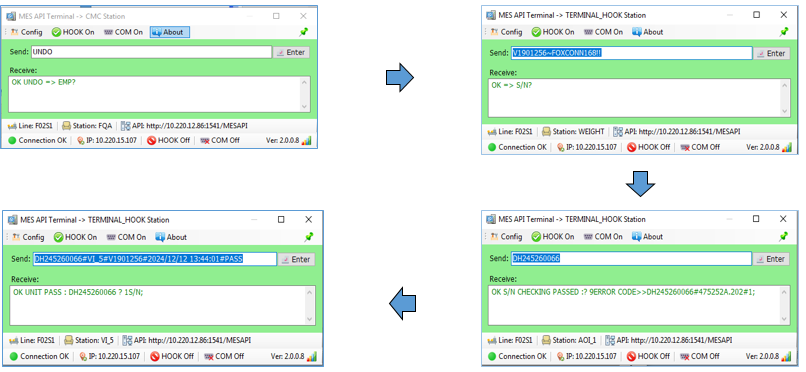 MES API Terminal -> CMC Station
Config HOOK On COM On About
Send: UNDO Enter
Receive:
OK UNDO => EMP?
Line: F02S1 Station: FQA API: http://10.220.12.86:1541/MESAPI
Connection OK IP: 10.220.15.107 HOOK Off COM Off Ver: 2.0.0.8
MES API Terminal -> TERMINAL_HOOK Station
Config HOOK On COM On About
Send: V1901256~FOXCONN168!! Enter
Receive:
OK => S/N?
Line: F02S1 Station: WEIGHT API: http://10.220.12.86:1541/MESAPI
Connection OK IP: 10.220.15.107 HOOK Off COM Off Ver: 2.0.0.8
MES API Terminal -> TERMINAL_HOOK Station
Config HOOK On COM On About
Send: DH245260066 Enter
Receive:
OK S/N CHECKING PASSED :? 9ERROR CODE>>DH245260066#475252A.202#1;
Line: F02S1 Station: AOI_1 API: http://10.220.12.86:1541/MESAPI
Connection OK IP: 10.220.15.107 HOOK Off COM Off Ver: 2.0.0.8
MES API Terminal -> TERMINAL_HOOK Station
Config HOOK On COM On About
Send: DH245260066#VI_5#V1901256#2024/12/12 13:44:01#PASS Enter
Receive:
OK UNIT PASS : DH245260066 ? 1S/N;
Line: F02S1 Station: VI_5 API: http://10.220.12.86:1541/MESAPI
Connection OK IP: 10.220.15.107 HOOK Off COM Off Ver: 2.0.0.8